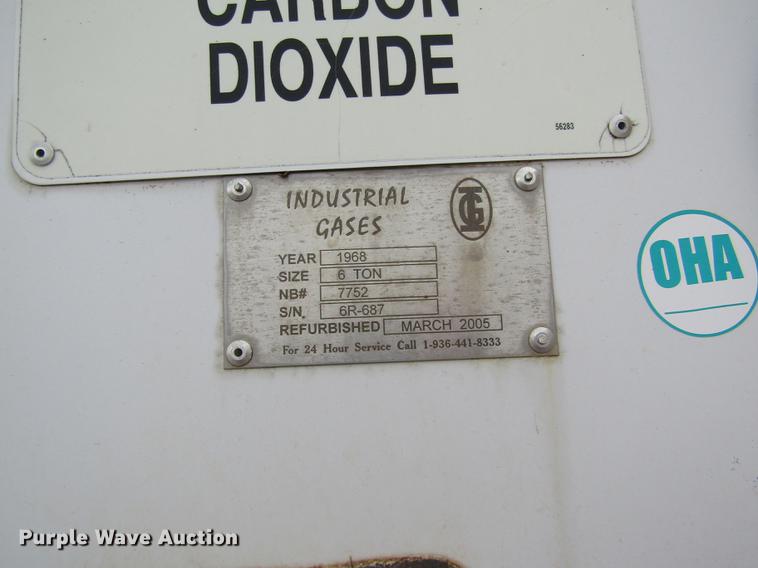 CARBON
DIOXIDE
56283
INDUSTRIAL
GASES
IG
YEAR 1968
SIZE 6 TON
NB# 7752
S/N. 6R-687
REFURBISHED MARCH 2005
For 24 Hour Service Call 1-936-441-8333
OHA
Purple Wave Auction